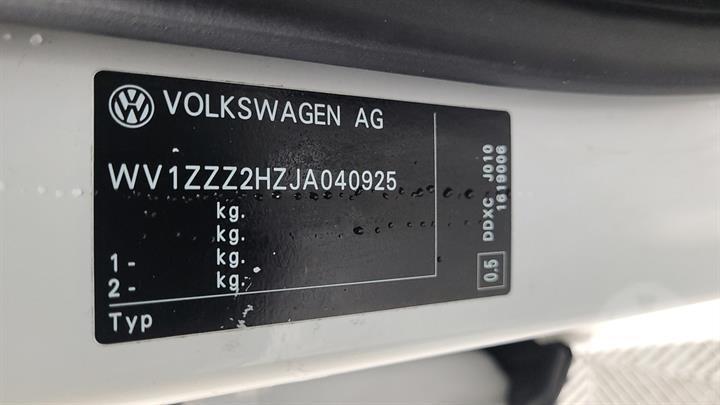 VOLKSWAGEN AG
WV1ZZZ2HZJA040925
kg.
kg.
1- kg.
2- kg.
Typ
0.5 DDXC J010
1619006